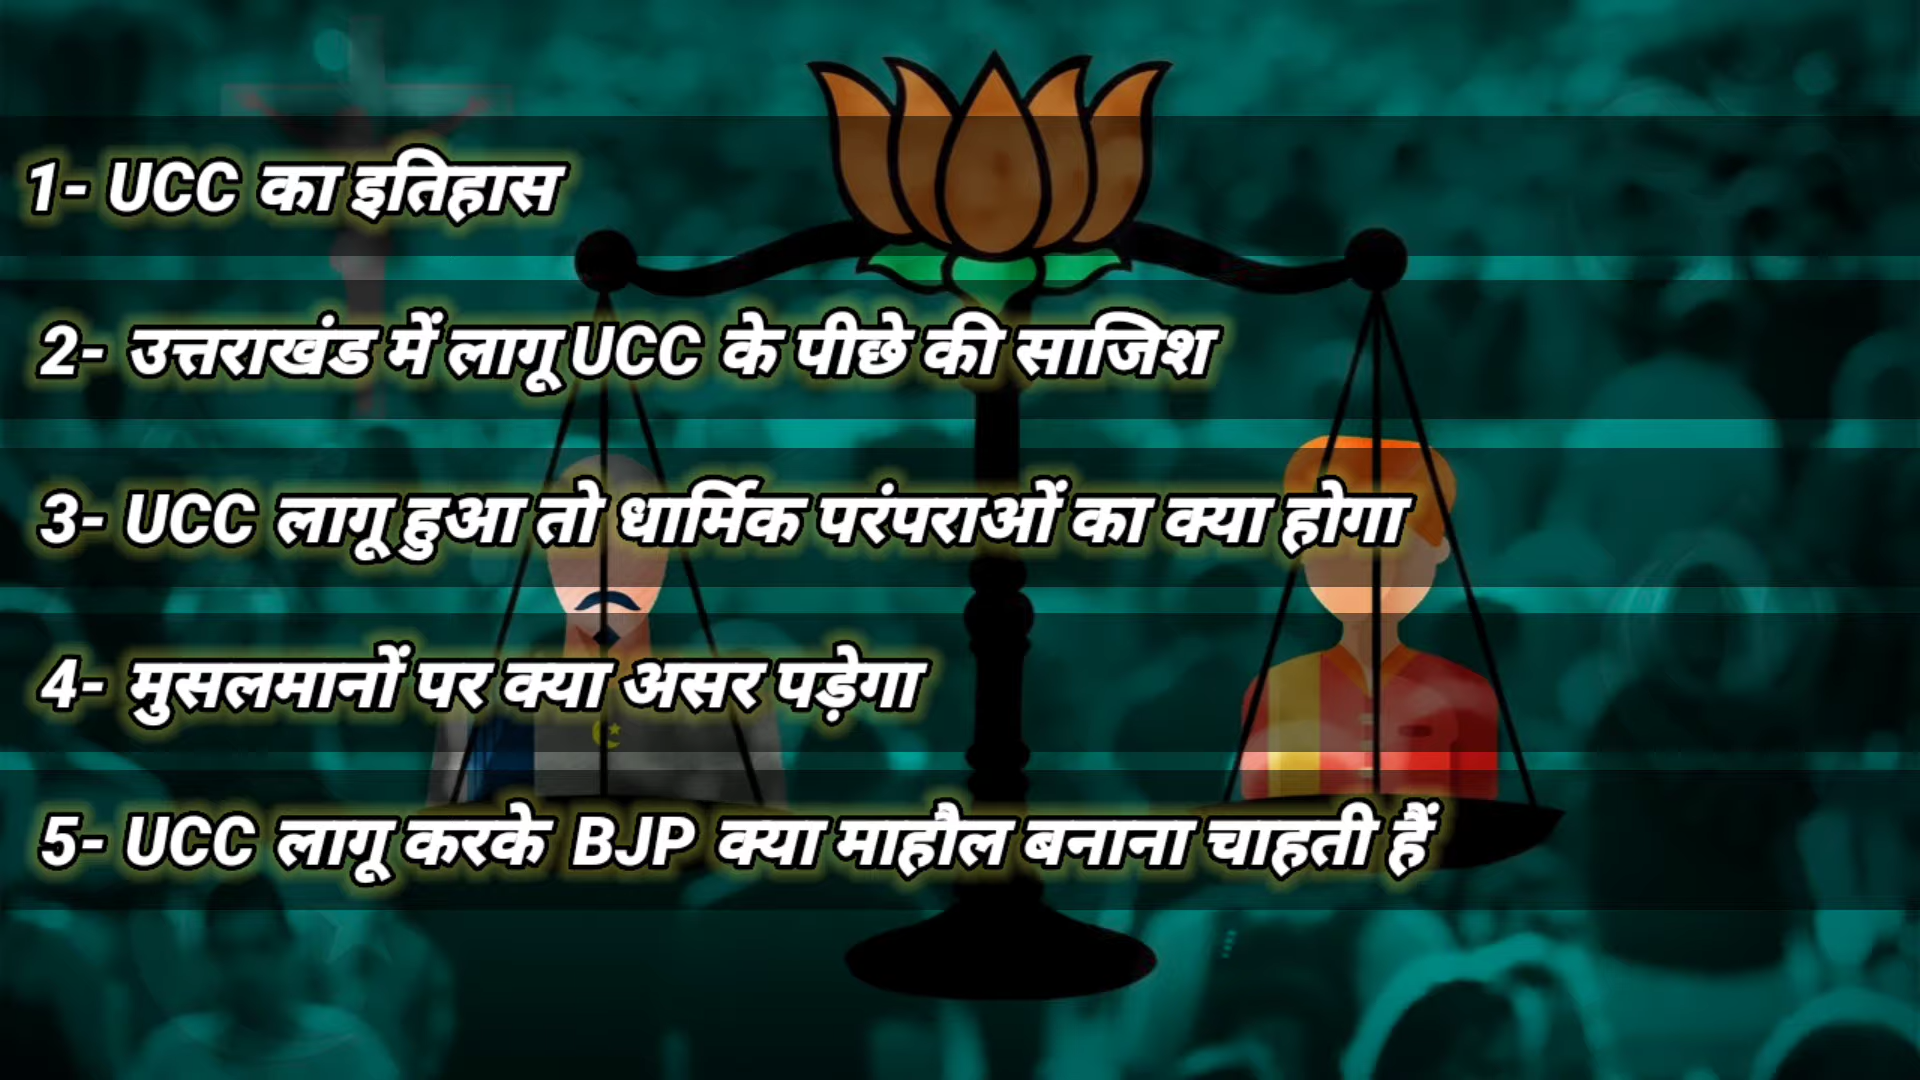 1- UCC का इतिहास
2- उत्तराखंड में लागू UCC के पीछे की साजिश
3- UCC लागू हुआ तो धार्मिक परंपराओं का क्या होगा
4- मुसलमानों पर क्या असर पड़ेगा
5- UCC लागू करके BJP क्या माहौल बनाना चाहती हैं